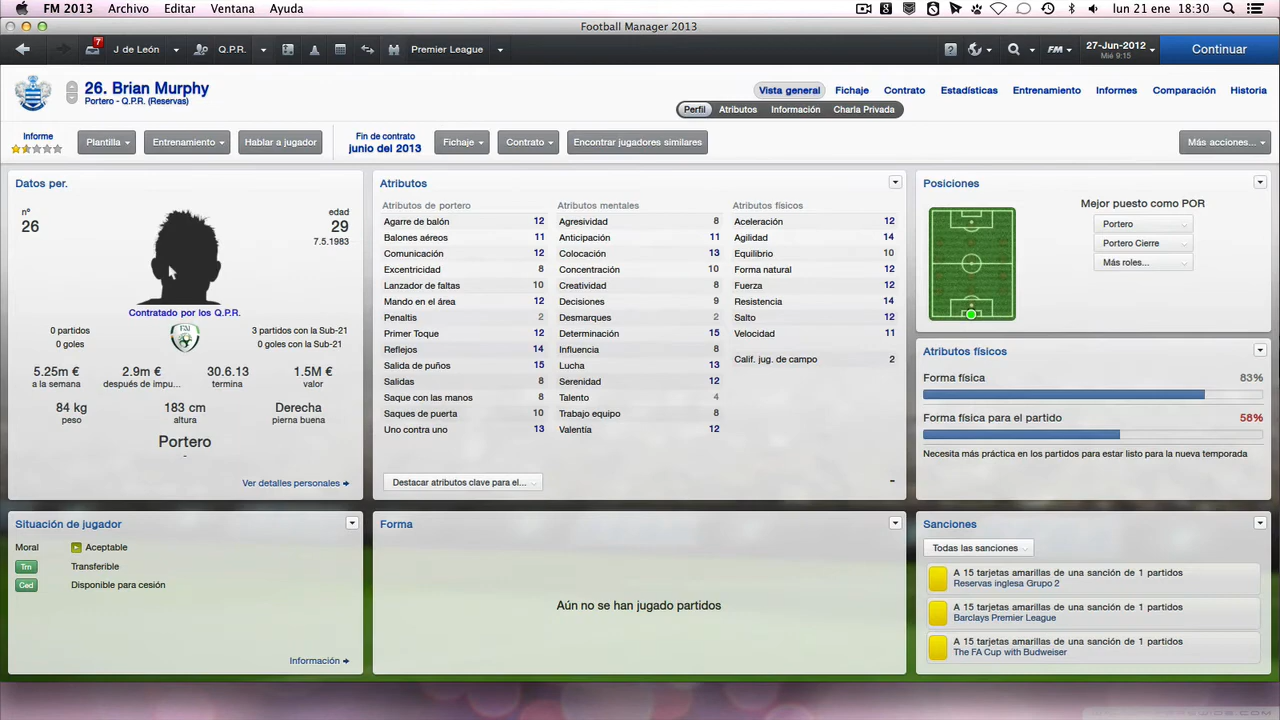 FM 2013 Archivo Editar Ventana Ayuda lun 21 ene 18:30
Football Manager 2013
7 J de León Q.P.R. Premier League ? FM 27-Jun-2012 Mié 9:15 Continuar
26. Brian Murphy
Portero - Q.P.R. (Reservas)
Vista general Fichaje Contrato Estadísticas Entrenamiento Informes Comparación Historia
Perfil Atributos Información Charla Privada
Informe
Plantilla Entrenamiento Hablar a jugador
Fin de contrato
junio del 2013
Fichaje Contrato Encontrar jugadores similares Más acciones...
Datos per.
nº
26
edad
29
7.5.1983
Contratado por los Q.P.R.
FAI
0 partidos
0 goles
3 partidos con la Sub-21
0 goles con la Sub-21
5.25m € 2.9m € 30.6.13 1.5M €
a la semana después de impu... termina valor
84 kg 183 cm Derecha
peso altura pierna buena
Portero
-
Ver detalles personales
Atributos
Atributos de portero
Agarre de balón 12
Balones aéreos 11
Comunicación 12
Excentricidad 8
Lanzador de faltas 10
Mando en el área 12
Penaltis 2
Primer Toque 12
Reflejos 14
Salida de puños 15
Salidas 8
Saque con las manos 8
Saques de puerta 10
Uno contra uno 13
Atributos mentales
Agresividad 8
Anticipación 11
Colocación 13
Concentración 10
Creatividad 8
Decisiones 9
Desmarques 2
Determinación 15
Influencia 8
Lucha 13
Serenidad 12
Talento 4
Trabajo equipo 8
Valentía 12
Atributos físicos
Aceleración 12
Agilidad 14
Equilibrio 10
Forma natural 12
Fuerza 12
Resistencia 14
Salto 12
Velocidad 11
Calif. jug. de campo 2
Destacar atributos clave para el... -
Posiciones
Mejor puesto como POR
Portero
Portero Cierre
Más roles...
Atributos físicos
Forma física 83%
Forma física para el partido 58%
Necesita más práctica en los partidos para estar listo para la nueva temporada
Situación de jugador
Moral Aceptable
Trn Transferible
Ced Disponible para cesión
Información
Forma
Aún no se han jugado partidos
Sanciones
Todas las sanciones
A 15 tarjetas amarillas de una sanción de 1 partidos
Reservas inglesa Grupo 2
A 15 tarjetas amarillas de una sanción de 1 partidos
Barclays Premier League
A 15 tarjetas amarillas de una sanción de 1 partidos
The FA Cup with Budweiser